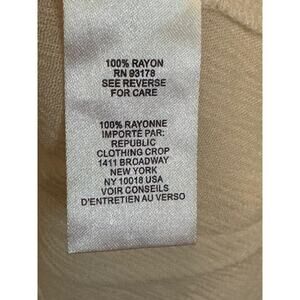 100% RAYON
RN 93178
SEE REVERSE
FOR CARE
100% RAYONNE
IMPORTÉ PAR:
REPUBLIC
CLOTHING CROP
1411 BROADWAY
NEW YORK
NY 10018 USA
VOIR CONSEILS
D'ENTRETIEN AU VERSO